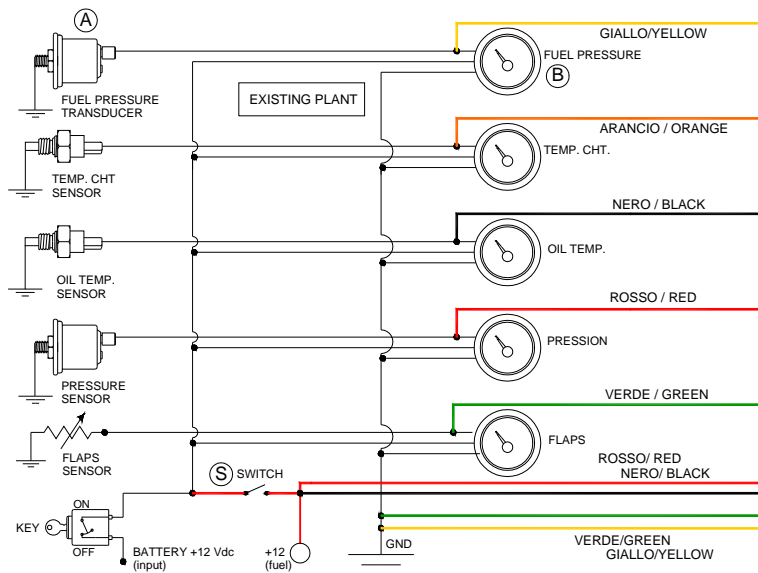 A
GIALLO/YELLOW
FUEL PRESSURE
B
FUEL PRESSURE
TRANSDUCER
EXISTING PLANT
ARANCIO / ORANGE
TEMP. CHT.
TEMP. CHT
SENSOR
NERO / BLACK
OIL TEMP.
OIL TEMP.
SENSOR
ROSSO / RED
PRESSION
PRESSURE
SENSOR
VERDE / GREEN
FLAPS
FLAPS
SENSOR
S SWITCH
ROSSO/ RED
NERO/ BLACK
ON
KEY
OFF
BATTERY +12 Vdc
(input)
+12
(fuel)
GND
VERDE/GREEN
GIALLO/YELLOW